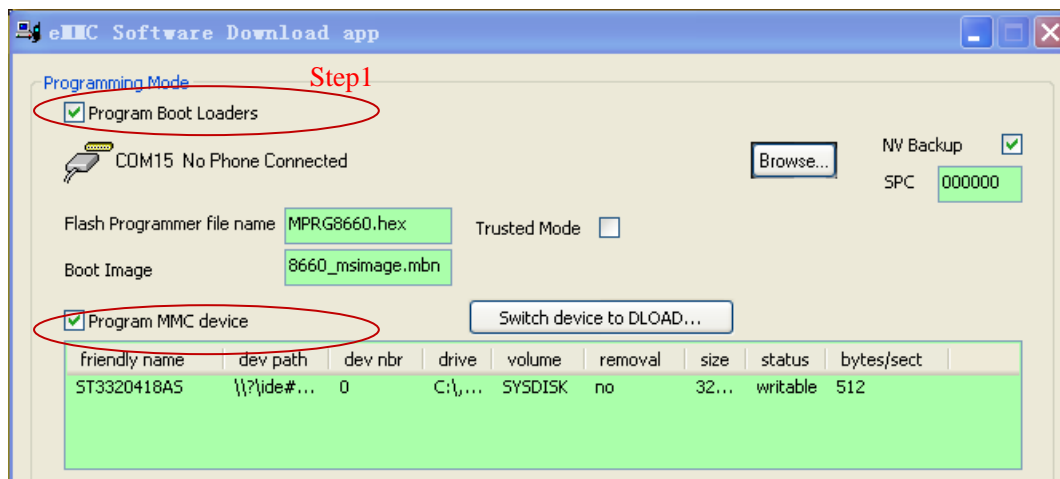 eMMC Software Download app
Programming Mode
Step1
Program Boot Loaders
COM15 No Phone Connected
Browse...
NV Backup
SPC 000000
Flash Programmer file name MPRG8660.hex
Trusted Mode
Boot Image 8660_msimage.mbn
Program MMC device
Switch device to DLOAD...
friendly name dev path dev nbr drive volume removal size status bytes/sect
ST3320418AS \\?\ide#... 0 C:\,... SYSDISK no 32... writable 512